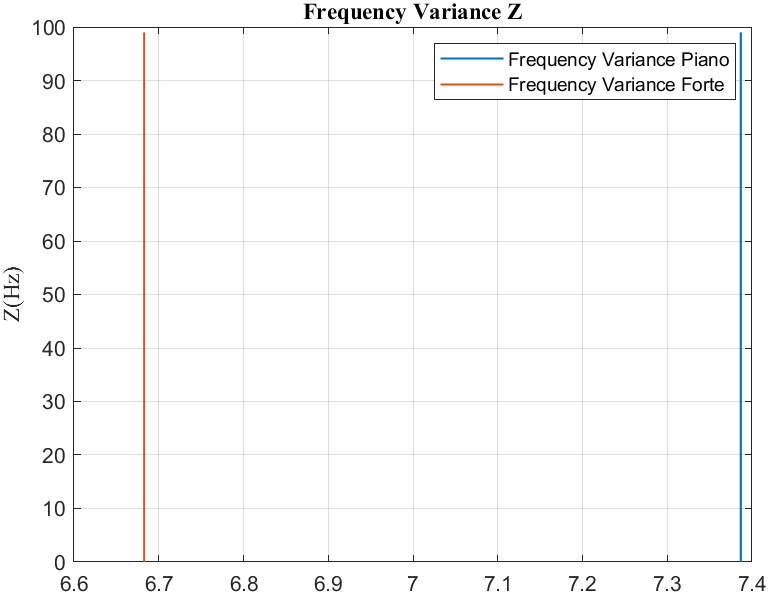 Frequency Variance Z
Frequency Variance Piano
Frequency Variance Forte
Z(Hz)
100
90
80
70
60
50
40
30
20
10
0
6.6 6.7 6.8 6.9 7 7.1 7.2 7.3 7.4